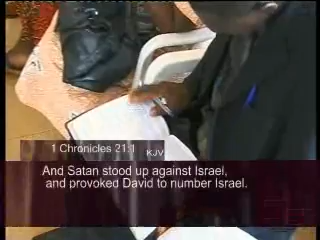 1 Chronicles 21:1
KJV
And Satan stood up against Israel,
and provoked David to number Israel.